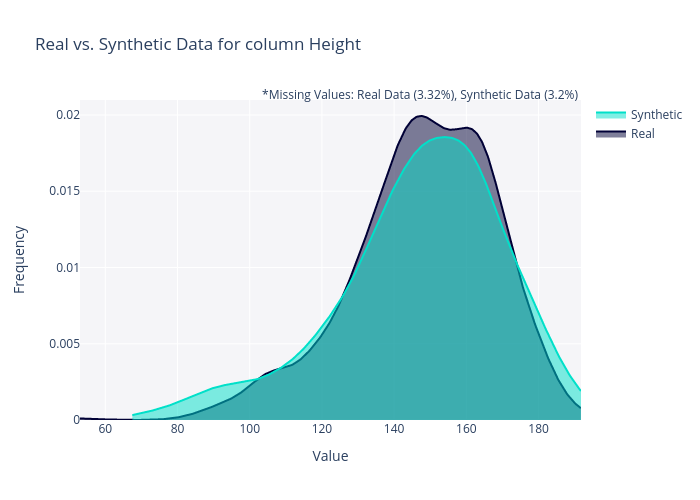 Real vs. Synthetic Data for column Height
*Missing Values: Real Data (3.32%), Synthetic Data (3.2%)
Synthetic
Real
0.02
0.015
0.01
0.005
0
Frequency
60
80
100
120
140
160
180
Value